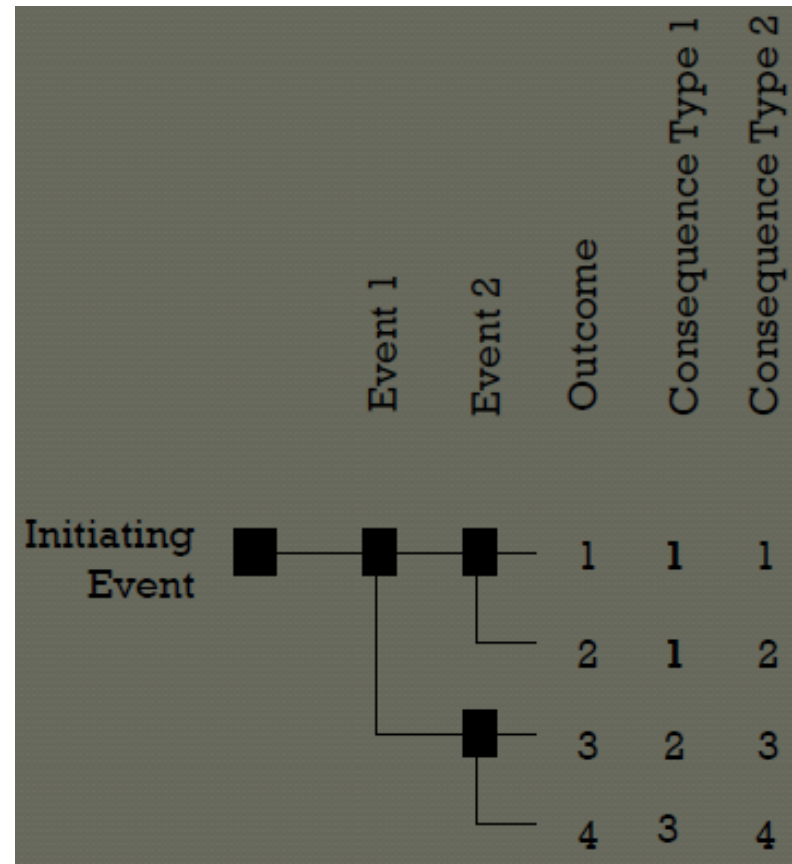 Event 1
Event 2
Outcome
Consequence Type 1
Consequence Type 2
Initiating
Event
1 1 1
2 1 2
3 2 3
4 3 4